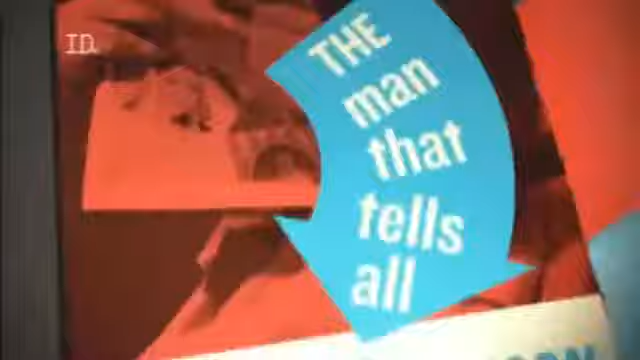 I.D.
THE
man
that
tells
all